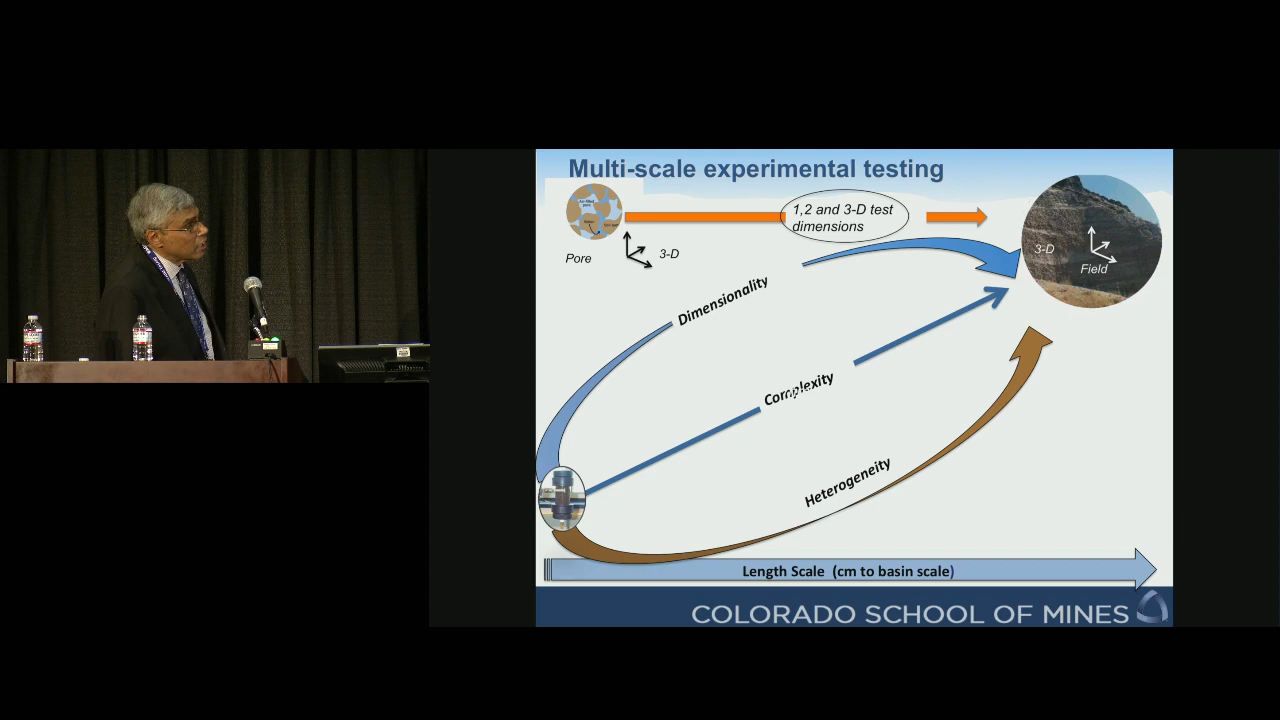 Multi-scale experimental testing
1,2 and 3-D test
dimensions
Pore
3-D
3-D
Field
Dimensionality
Complexity
Heterogeneity
Length Scale (cm to basin scale)
COLORADO SCHOOL OF MINES